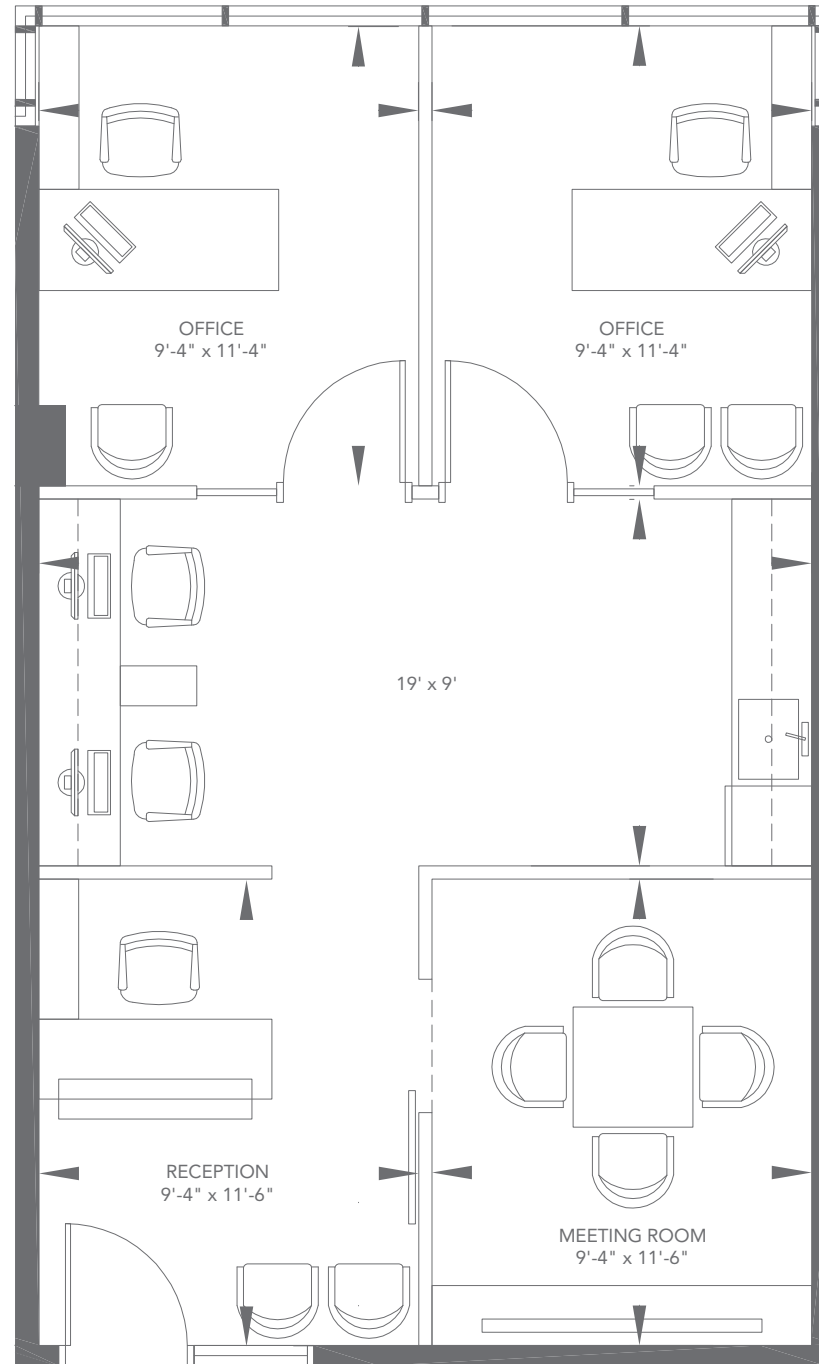 OFFICE
9'-4" x 11'-4"
OFFICE
9'-4" x 11'-4"
19' x 9'
RECEPTION
9'-4" x 11'-6"
MEETING ROOM
9'-4" x 11'-6"